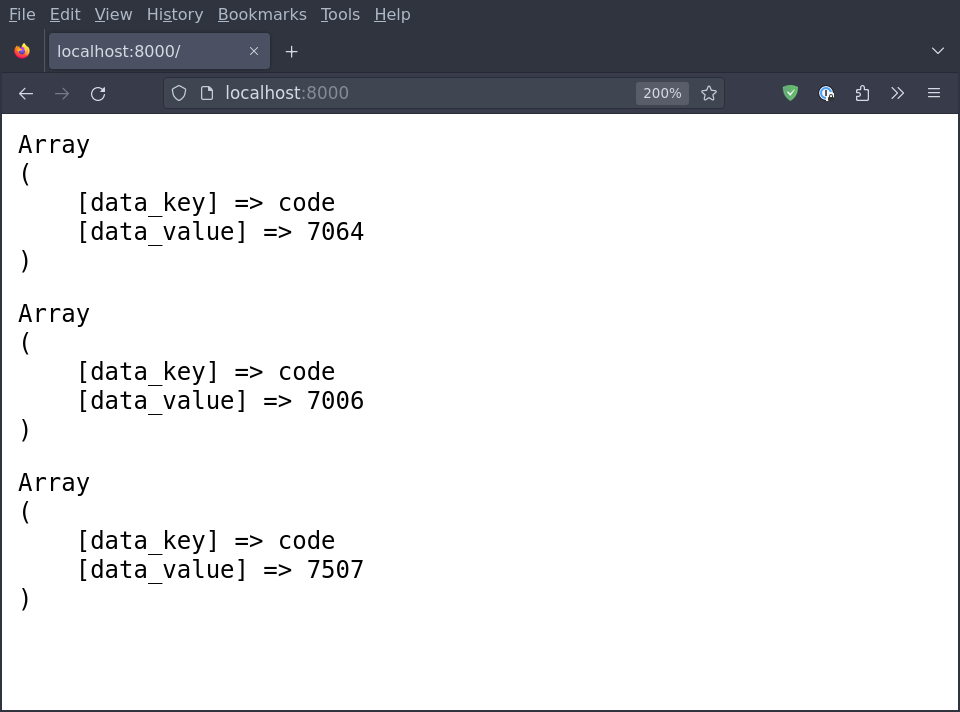 File Edit View History Bookmarks Tools Help
localhost:8000/
localhost:8000 200%
Array
(
    [data_key] => code
    [data_value] => 7064
)
Array
(
    [data_key] => code
    [data_value] => 7006
)
Array
(
    [data_key] => code
    [data_value] => 7507
)